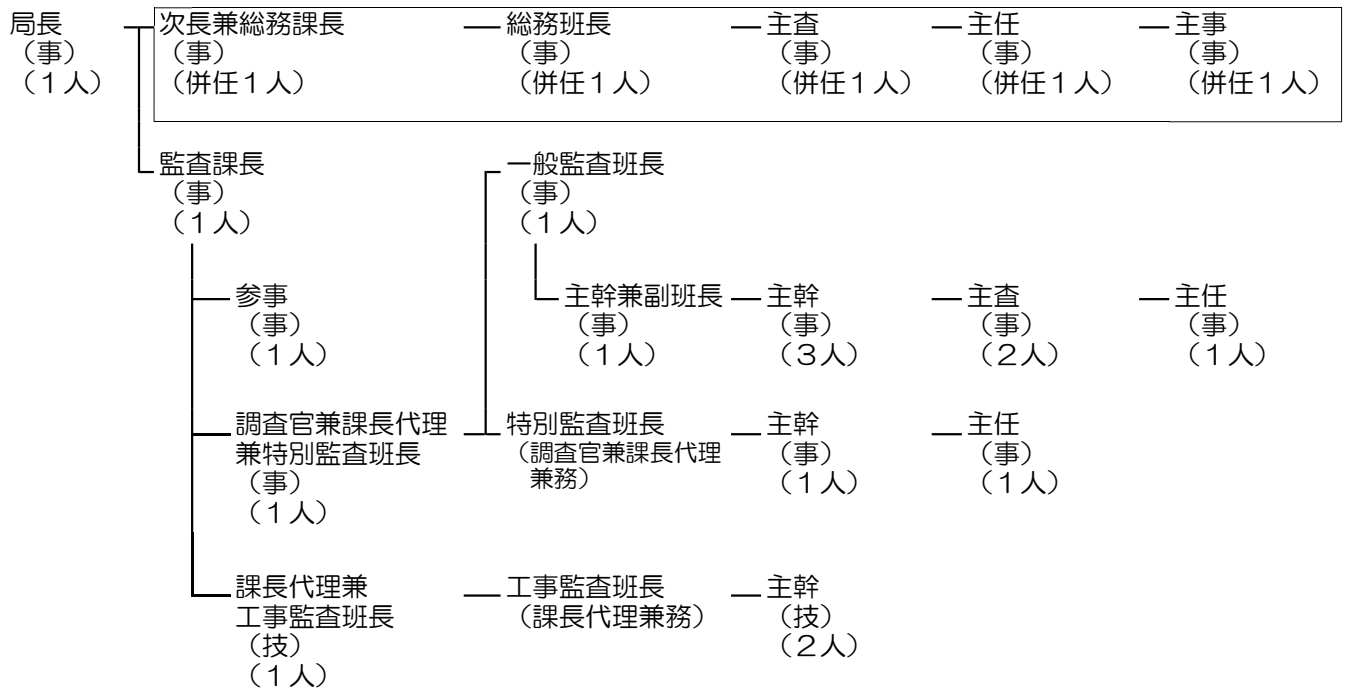 局長 次長兼総務課長 総務班長 主査 主任 主事
（事） （事） （事） （事） （事） （事）
（１人） （併任１人） （併任１人） （併任１人） （併任１人） （併任１人）
監査課長 一般監査班長
（事） （事）
（１人） （１人）
参事 主幹兼副班長 主幹 主査 主任
（事） （事） （事） （事） （事）
（１人） （１人） （３人） （２人） （１人）
調査官兼課長代理 特別監査班長 主幹 主任
兼特別監査班長 （調査官兼課長代理 （事） （事）
（事） 兼務） （１人） （１人）
（１人）
課長代理兼 工事監査班長 主幹
工事監査班長 （課長代理兼務） （技）
（技） （２人）
（１人）